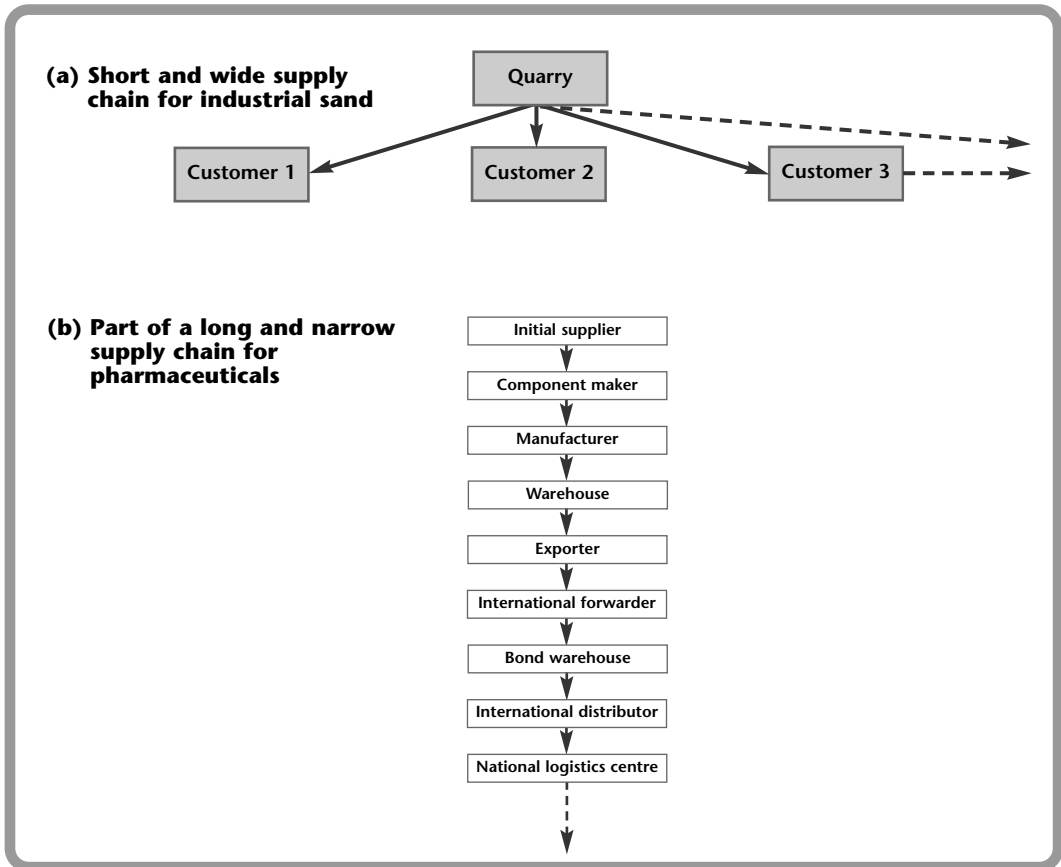 (a) Short and wide supply
chain for industrial sand
Quarry
Customer 1
Customer 2
Customer 3
(b) Part of a long and narrow
supply chain for
pharmaceuticals
Initial supplier
Component maker
Manufacturer
Warehouse
Exporter
International forwarder
Bond warehouse
International distributor
National logistics centre